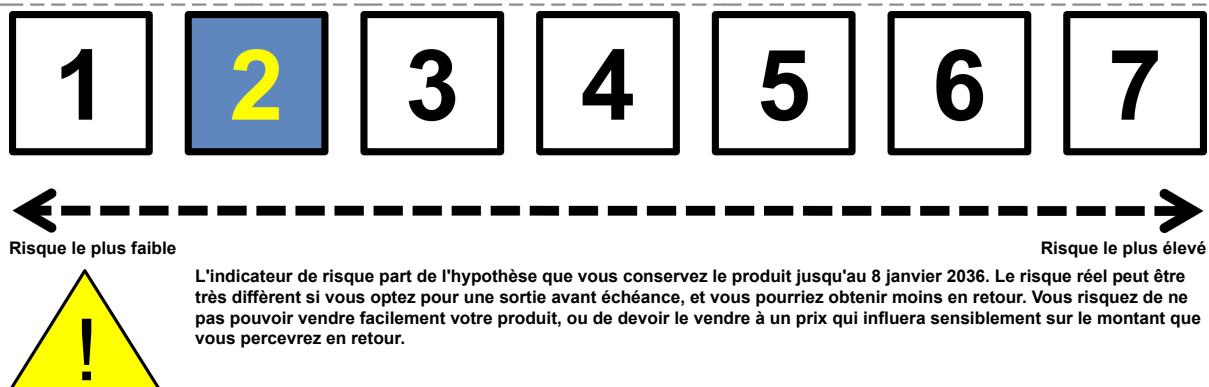 1 2 3 4 5 6 7
Risque le plus faible Risque le plus élevé
L'indicateur de risque part de l'hypothèse que vous conservez le produit jusqu'au 8 janvier 2036. Le risque réel peut être
très diffèrent si vous optez pour une sortie avant échéance, et vous pourriez obtenir moins en retour. Vous risquez de ne
pas pouvoir vendre facilement votre produit, ou de devoir le vendre à un prix qui influera sensiblement sur le montant que
vous percevrez en retour.
!